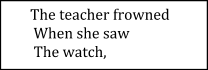 The teacher frowned
When she saw
The watch,